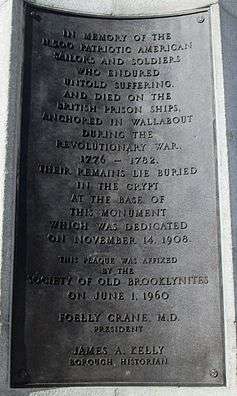 IN MEMORY OF THE
11,500 PATRIOTIC AMERICAN
SAILORS AND SOLDIERS
WHO ENDURED
UNTOLD SUFFERING,
AND DIED ON THE
BRITISH PRISON SHIPS,
ANCHORED IN WALLABOUT
DURING THE
REVOLUTIONARY WAR.
1776 – 1782.
THEIR REMAINS LIE BURIED
IN THE CRYPT
AT THE BASE OF
THIS MONUMENT
WHICH WAS DEDICATED
ON NOVEMBER 14, 1908.
THIS PLAQUE WAS AFFIXED
BY THE
SOCIETY OF OLD BROOKLYNITES
ON JUNE 1, 1960
FOELLY CRANE, M.D.
PRESIDENT
JAMES A. KELLY
BOROUGH HISTORIAN